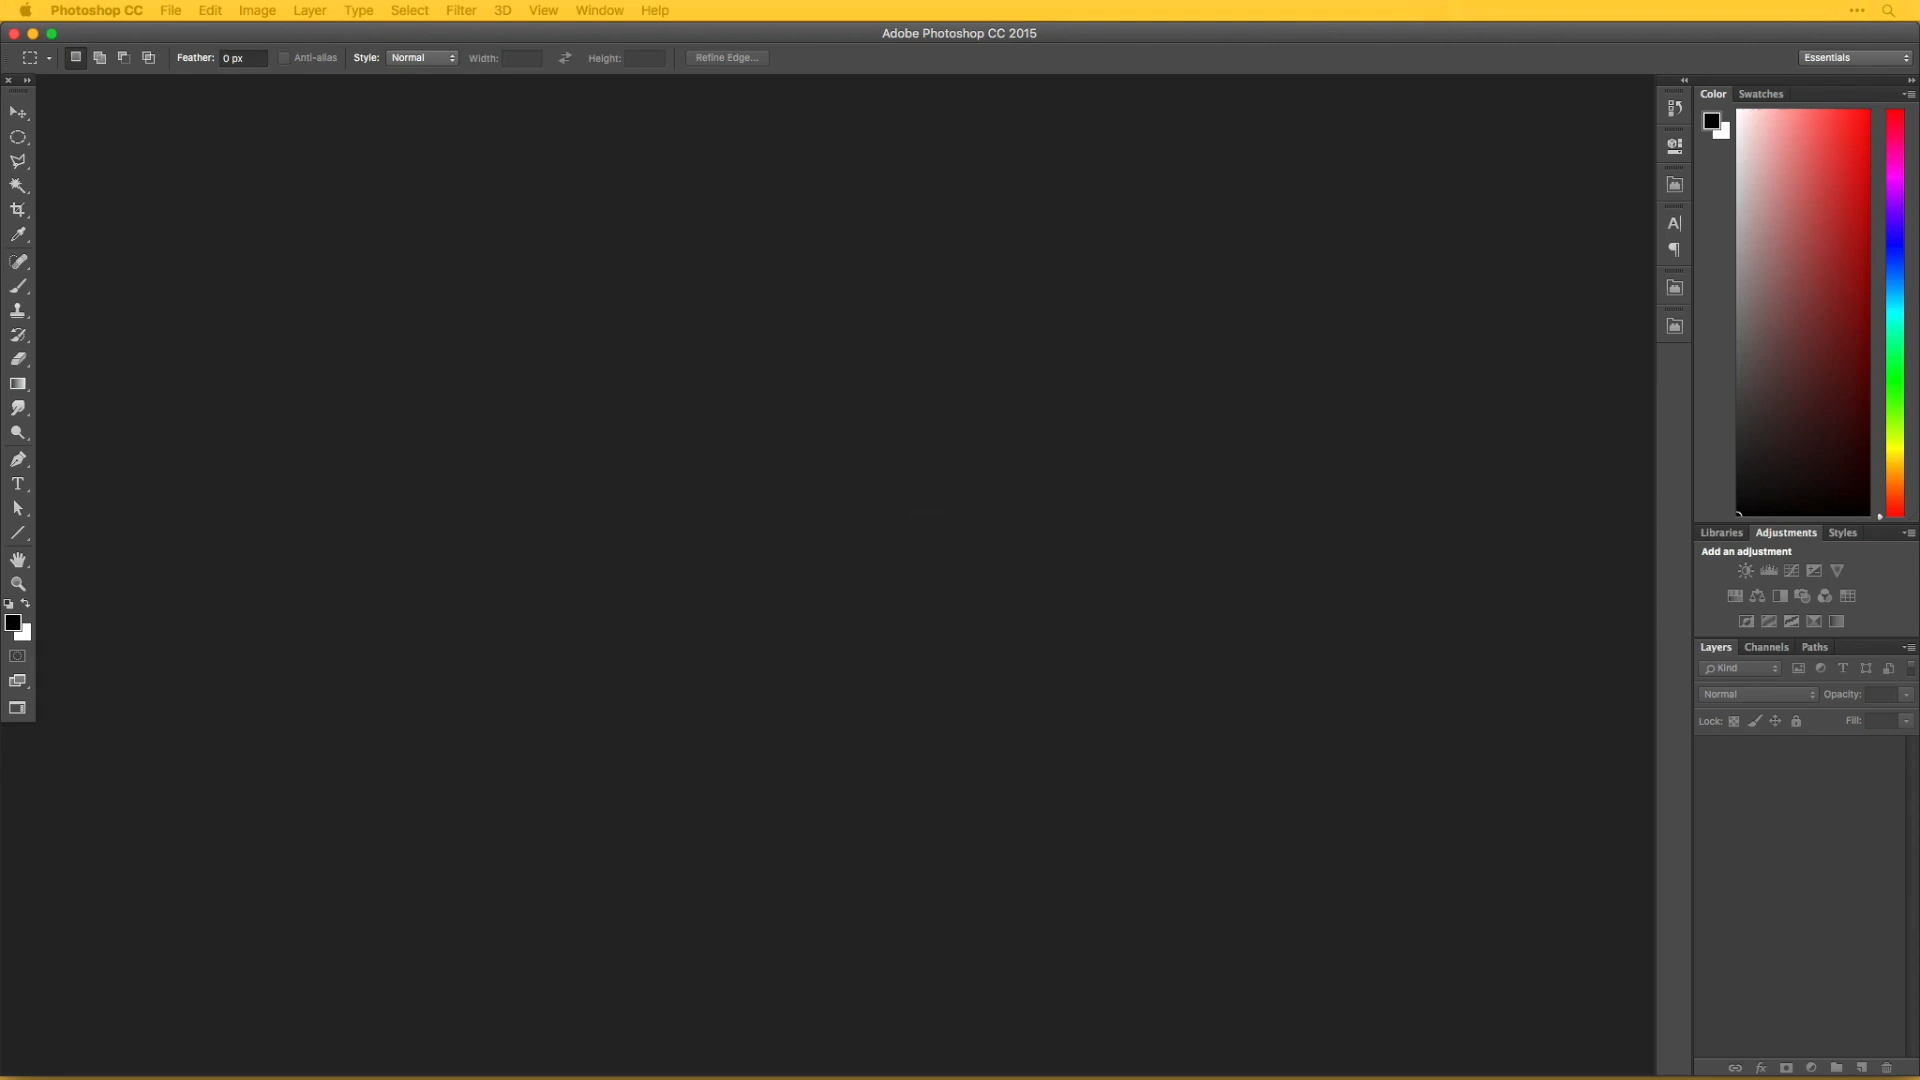 Photoshop CC File Edit Image Layer Type Select Filter 3D View Window Help
Adobe Photoshop CC 2015
Feather: 0 px Anti-alias Style: Normal Width: Height: Refine Edge... Essentials
Color Swatches
Libraries Adjustments Styles
Add an adjustment
Layers Channels Paths
Kind
Normal Opacity:
Lock: Fill: